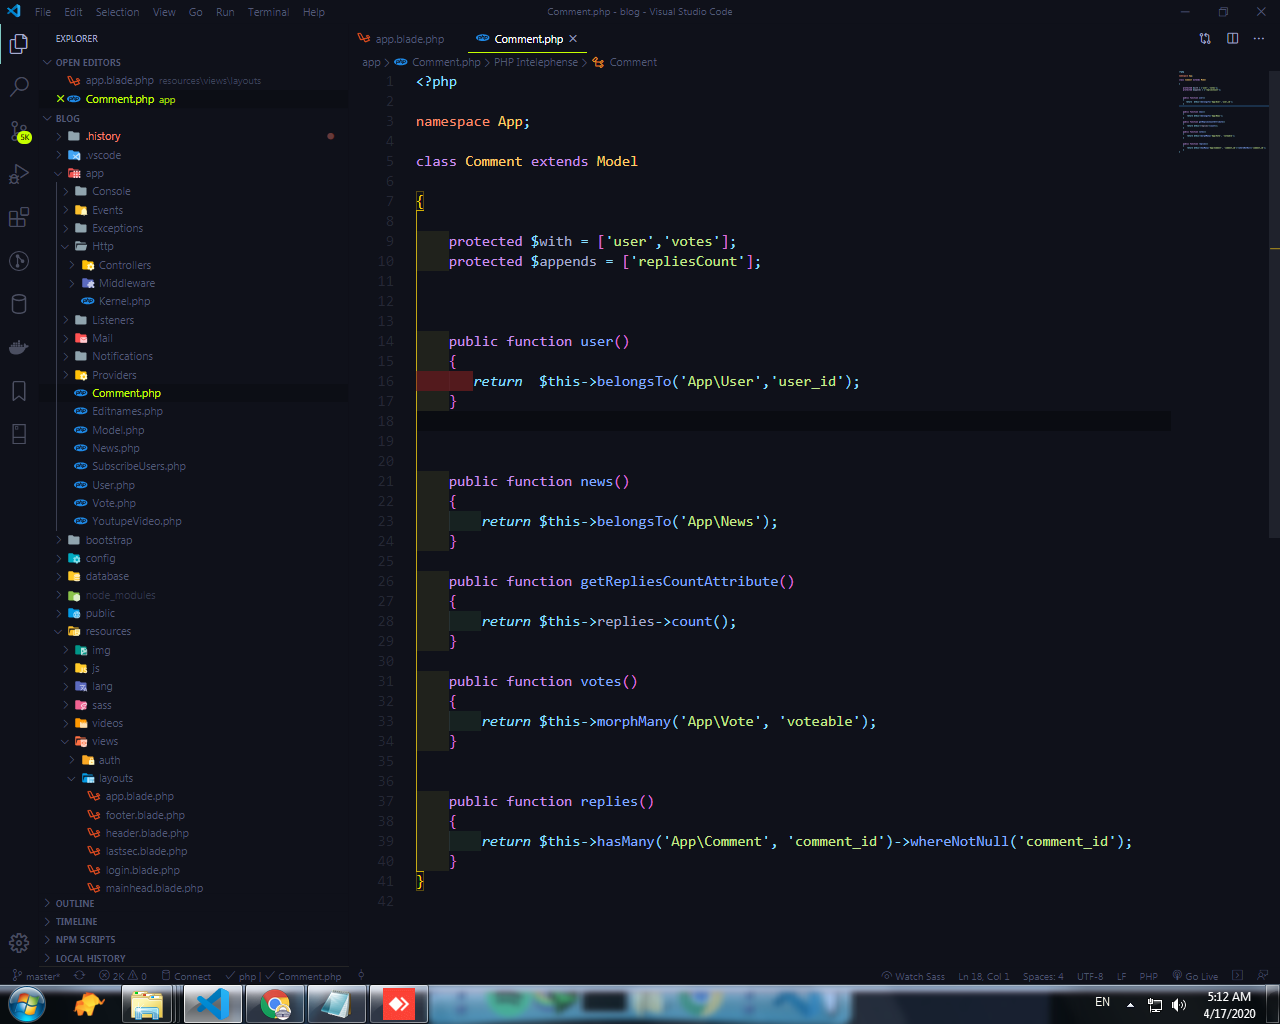 File Edit Selection View Go Run Terminal Help
Comment.php - blog - Visual Studio Code
EXPLORER
OPEN EDITORS
app.blade.php resources\views\layouts
Comment.php app
BLOG
.history
.vscode
app
Console
Events
Exceptions
Http
Controllers
Middleware
Kernel.php
Listeners
Mail
Notifications
Providers
Comment.php
Editnames.php
Model.php
News.php
SubscribeUsers.php
User.php
Vote.php
YoutupeVideo.php
bootstrap
config
database
node_modules
public
resources
img
js
lang
sass
videos
views
auth
layouts
app.blade.php
footer.blade.php
header.blade.php
lastsec.blade.php
login.blade.php
mainhead.blade.php
OUTLINE
TIMELINE
NPM SCRIPTS
LOCAL HISTORY
5K
app.blade.php
Comment.php
app > Comment.php > PHP Intelephense > Comment
1 <?php
2
3 namespace App;
4
5 class Comment extends Model
6
7 {
8
9 protected $with = ['user','votes'];
10 protected $appends = ['repliesCount'];
11
12
13
14 public function user()
15 {
16 return  $this->belongsTo('App\User','user_id');
17 }
18
19
20
21 public function news()
22 {
23 return $this->belongsTo('App\News');
24 }
25
26 public function getRepliesCountAttribute()
27 {
28 return $this->replies->count();
29 }
30
31 public function votes()
32 {
33 return $this->morphMany('App\Vote', 'voteable');
34 }
35
36
37 public function replies()
38 {
39 return $this->hasMany('App\Comment', 'comment_id')->whereNotNull('comment_id');
40 }
41 }
42
master* 2K 0 Connect php | Comment.php
Watch Sass Ln 18, Col 1 Spaces: 4 UTF-8 LF PHP Go Live
EN
5:12 AM
4/17/2020